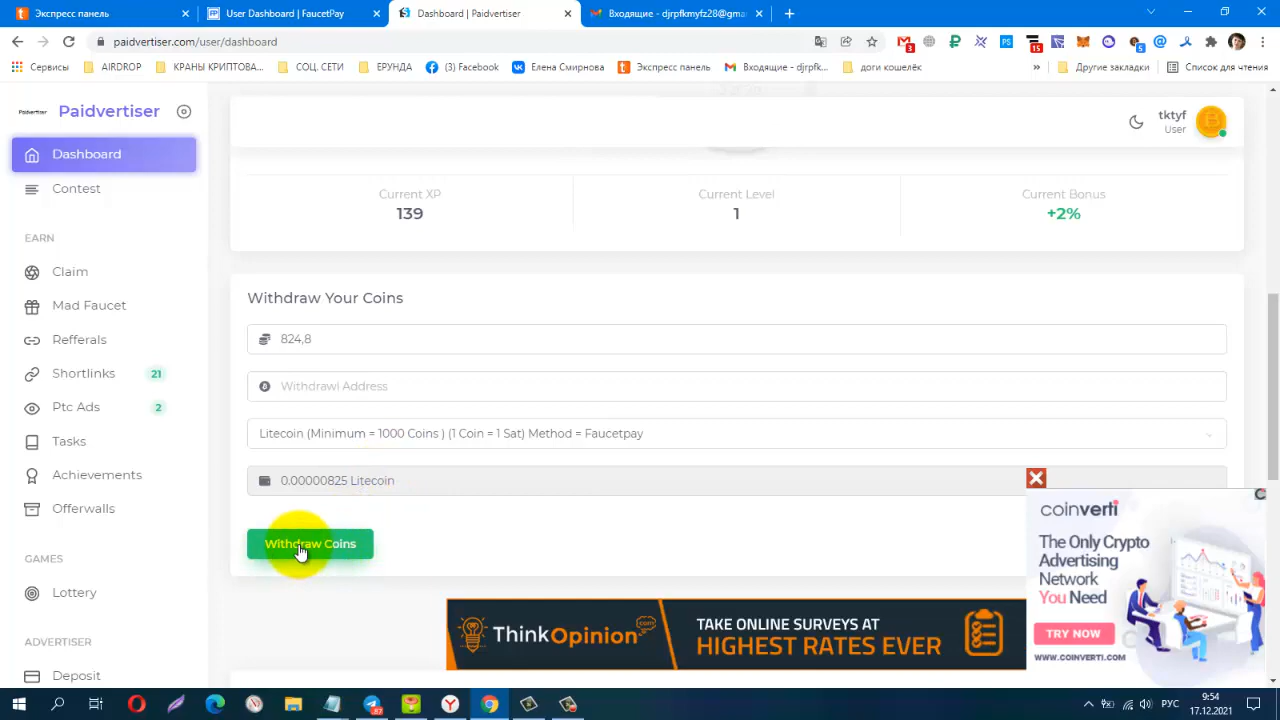 Экспресс панель
User Dashboard | FaucetPay
Dashboard | Paidvertiser
Входящие - djrpfkmyfz28@gma
paidvertiser.com/user/dashboard
3
15
5
Сервисы
AIRDROP
КРАНЫ КРИПТОВА...
СОЦ. СЕТИ
ЕРУНДА
(3) Facebook
Елена Смирнова
Экспресс панель
Входящие - djrpfk...
доги кошелёк
»
Другие закладки
Список для чтения
Paidvertiser
Paidvertiser
tktyf
User
Dashboard
Contest
EARN
Claim
Mad Faucet
Refferals
Shortlinks
21
Ptc Ads
2
Tasks
Achievements
Offerwalls
GAMES
Lottery
ADVERTISER
Deposit
Current XP
139
Current Level
1
Current Bonus
+2%
Withdraw Your Coins
824,8
Withdrawl Address
Litecoin (Minimum = 1000 Coins ) (1 Coin = 1 Sat) Method = Faucetpay
0.00000825 Litecoin
Withdraw Coins
ThinkOpinion.com
TAKE ONLINE SURVEYS AT
HIGHEST RATES EVER
coinverti
The Only Crypto
Advertising
Network
You Need
TRY NOW
WWW.COINVERTI.COM
РУС
9:54
17.12.2021